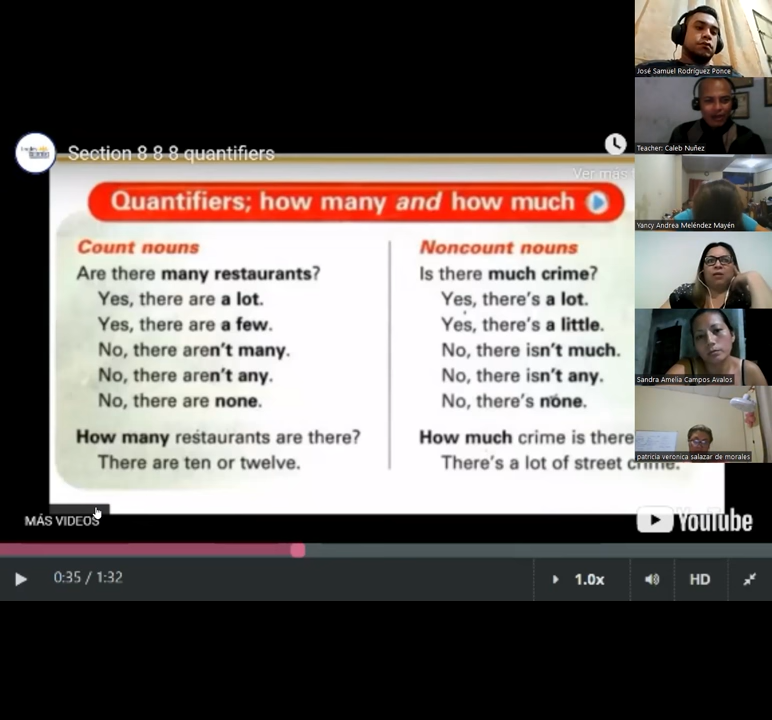 Section 8 8 8 quantifiers
Quantifiers; how many and how much
Count nouns
Are there many restaurants?
Yes, there are a lot.
Yes, there are a few.
No, there aren't many.
No, there aren't any.
No, there are none.
How many restaurants are there?
There are ten or twelve.
Noncount nouns
Is there much crime?
Yes, there's a lot.
Yes, there's a little.
No, there isn't much.
No, there isn't any.
No, there's none.
How much crime is there
There's a lot of street crime.
Ver más
MÁS VIDEOS
YouTube
0:35 / 1:32
1.0x
HD
José Samuel Rodríguez Ponce
Teacher: Caleb Nuñez
Yancy Andrea Meléndez Mayén
Sandra Amelia Campos Avalos
patricia veronica salazar de morales